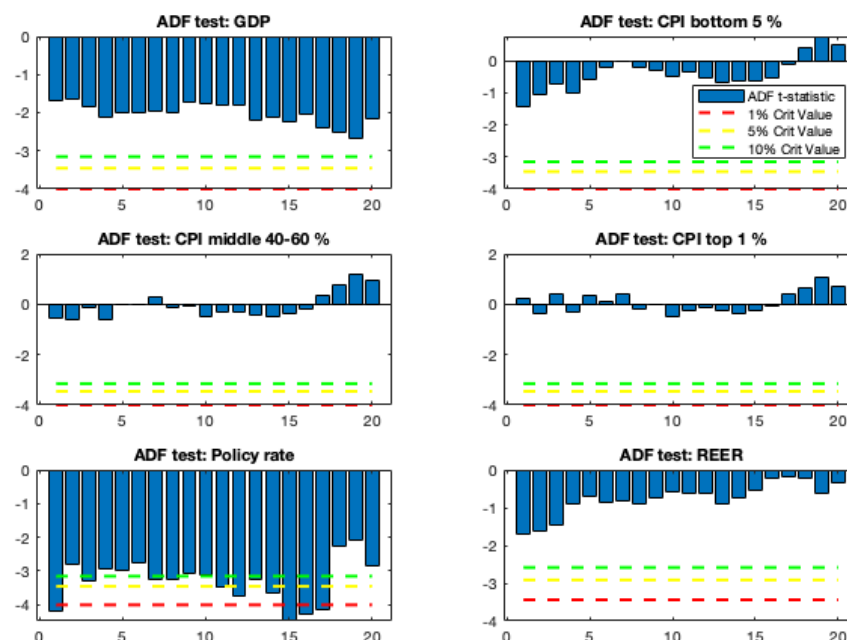 ADF test: GDP
0
-1
-2
-3
-4
0 5 10 15 20
ADF test: CPI bottom 5 %
0
-1
-2
-3
-4
0 5 10 15 20
ADF t-statistic
1% Crit Value
5% Crit Value
10% Crit Value
ADF test: CPI middle 40-60 %
2
0
-2
-4
0 5 10 15 20
ADF test: CPI top 1 %
2
0
-2
-4
0 5 10 15 20
ADF test: Policy rate
0
-1
-2
-3
-4
0 5 10 15 20
ADF test: REER
0
-1
-2
-3
-4
0 5 10 15 20